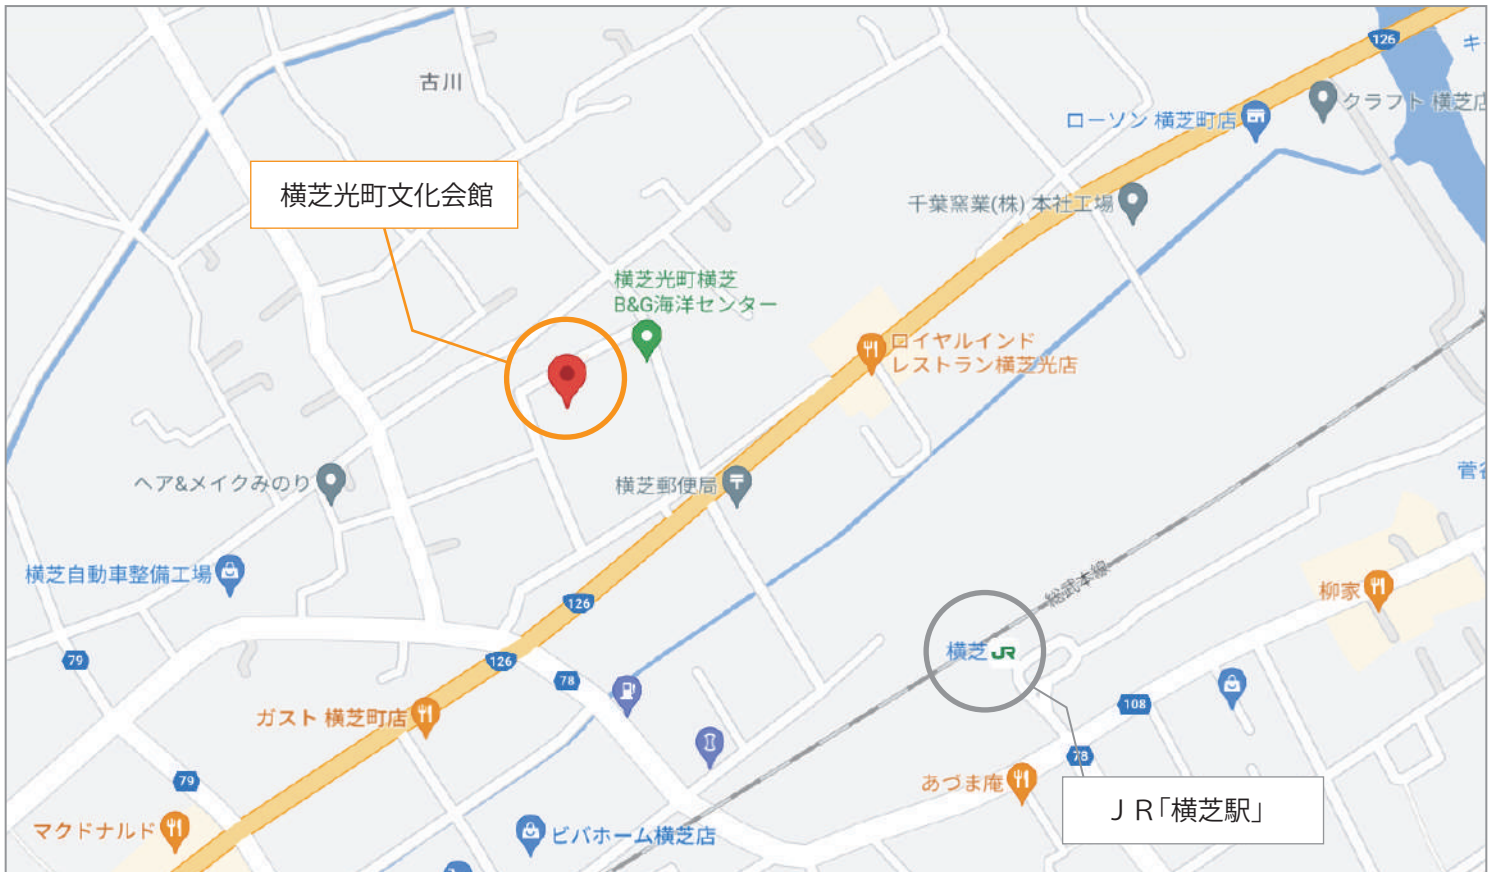 126
キ
古川
クラフト 横芝店
ローソン 横芝町店
横芝光町文化会館
千葉窯業(株) 本社工場
横芝光町横芝
B&G海洋センター
ロイヤルインド
レストラン横芝光店
ヘア&メイクみのり
横芝郵便局
菅谷
横芝自動車整備工場
総武本線
柳家
126
横芝 JR
79
126
78
108
ガスト 横芝町店
78
79
あづま庵
JR「横芝駅」
マクドナルド
ビバホーム横芝店